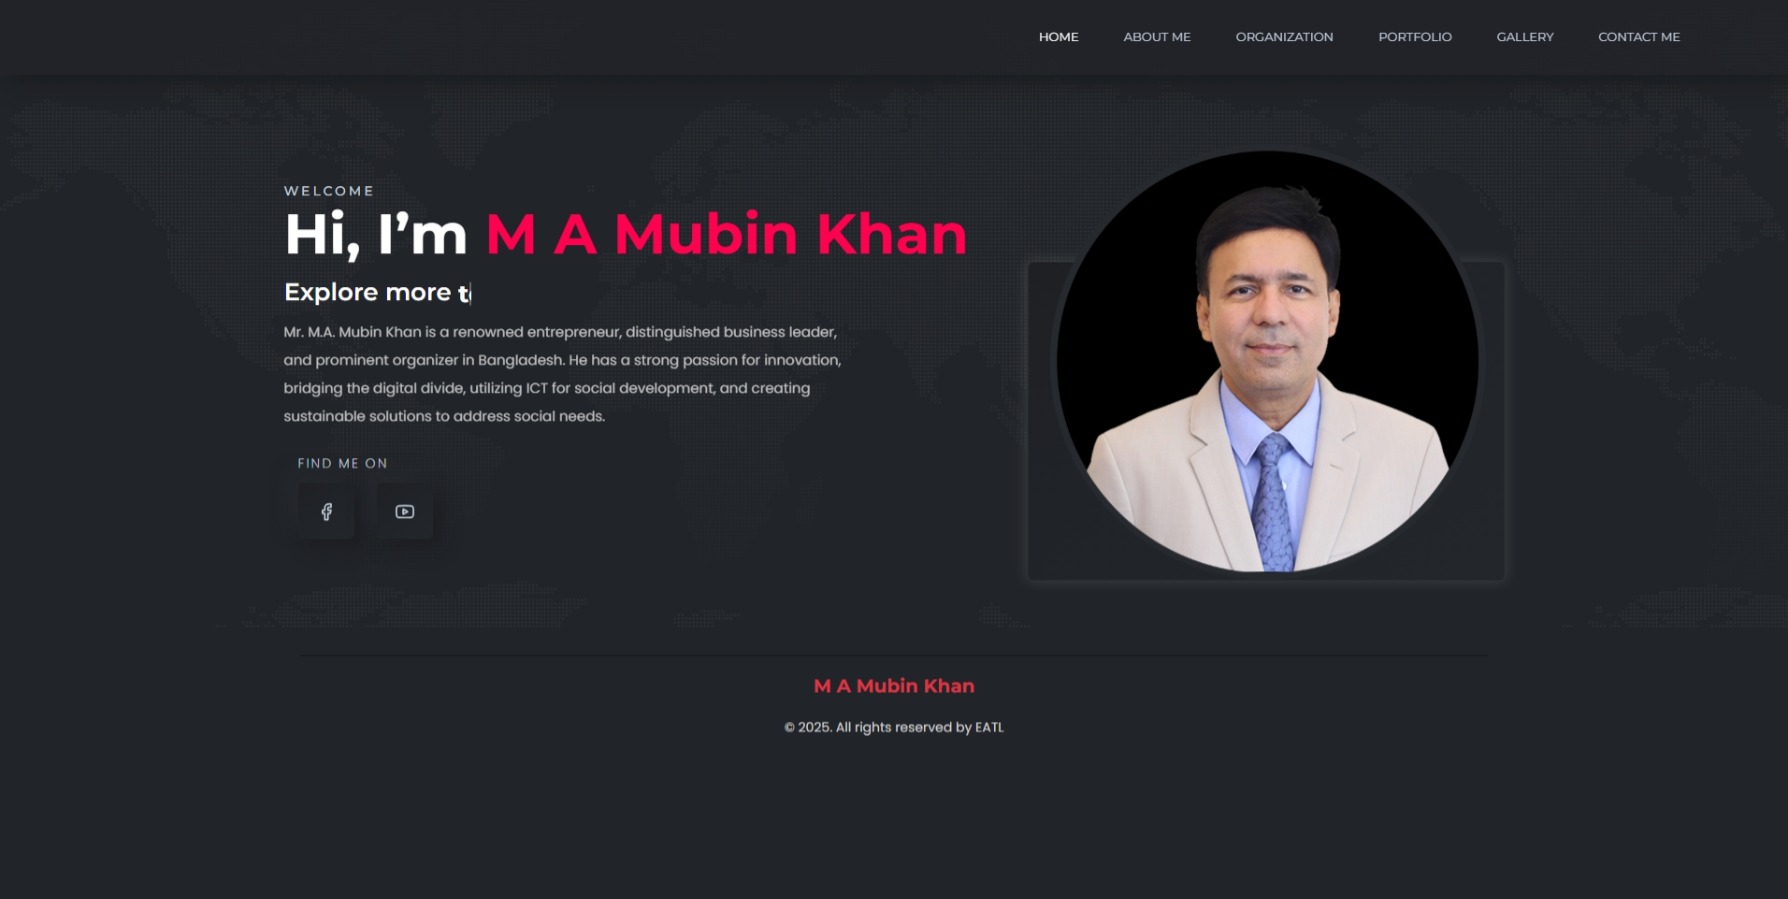 HOME ABOUT ME ORGANIZATION PORTFOLIO GALLERY CONTACT ME
WELCOME
Hi, I’m M A Mubin Khan
Explore more
Mr. M.A. Mubin Khan is a renowned entrepreneur, distinguished business leader,
and prominent organizer in Bangladesh. He has a strong passion for innovation,
bridging the digital divide, utilizing ICT for social development, and creating
sustainable solutions to address social needs.
FIND ME ON
M A Mubin Khan
© 2025. All rights reserved by EATL